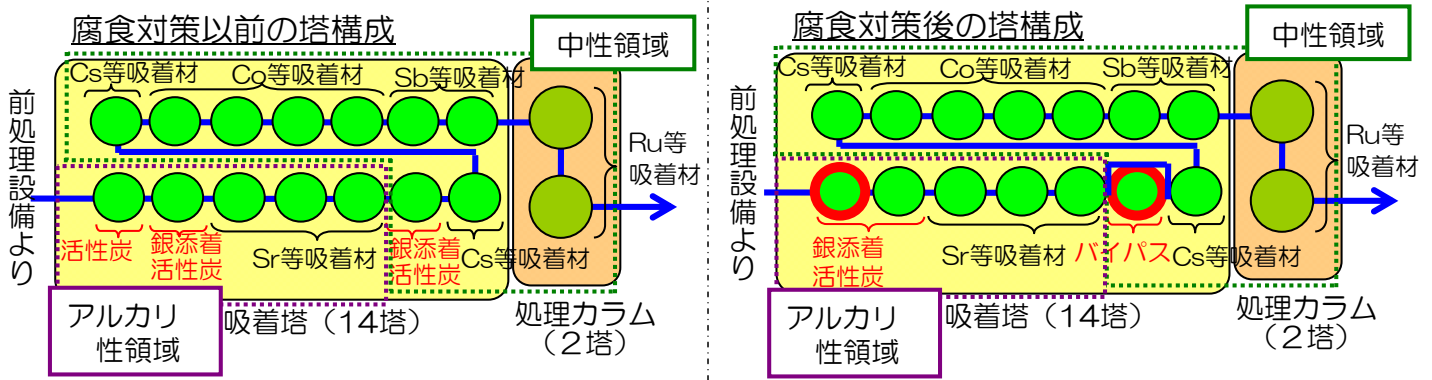 腐食対策以前の塔構成
中性領域
Cs等吸着材
Co等吸着材
Sb等吸着材
前処理設備より
Ru等
吸着材
活性炭
銀添着
活性炭
Sr等吸着材
銀添着
活性炭
Cs等吸着材
アルカリ
性領域
吸着塔（14塔）
処理カラム
（2塔）
腐食対策後の塔構成
中性領域
Cs等吸着材
Co等吸着材
Sb等吸着材
前処理設備より
Ru等
吸着材
銀添着
活性炭
Sr等吸着材
バイパス
Cs等吸着材
アルカリ
性領域
吸着塔（14塔）
処理カラム
（2塔）